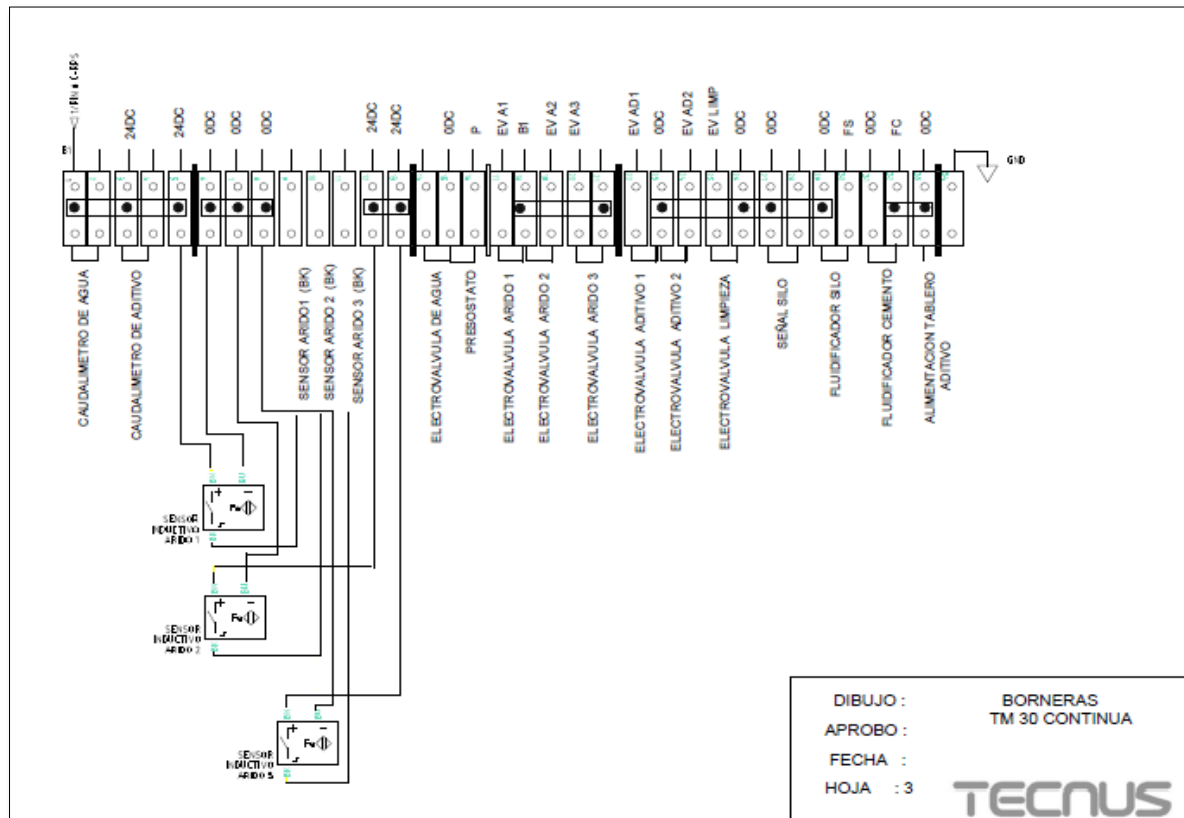 24DC
24DC
0DC
0DC
0DC
24DC
24DC
0DC
P
EV A1
B1
EV A2
EV A3
EV AD1
0DC
EV AD2
EV LIMP
0DC
0DC
0DC
FS
0DC
FC
0DC
GND
CAUDALIMETRO DE AGUA
CAUDALIMETRO DE ADITIVO
SENSOR ARIDO1 (BK)
SENSOR ARIDO 2 (BK)
SENSOR ARIDO 3 (BK)
ELECTROVALVULA DE AGUA
PRESOSTATO
ELECTROVALVULA ARIDO 1
ELECTROVALVULA ARIDO 2
ELECTROVALVULA ARIDO 3
ELECTROVALVULA ADITIVO 1
ELECTROVALVULA ADITIVO 2
ELECTROVALVULA LIMPIEZA
SEÑAL SILO
FLUIDIFICADOR SILO
FLUIDIFICADOR CEMENTO
ALIMENTACION TABLERO
ADITIVO
SENSOR
INDUCTIVO
ARIDO 1
SENSOR
INDUCTIVO
ARIDO 2
SENSOR
INDUCTIVO
ARIDO
DIBUJO : BORNERAS
TM 30 CONTINUA
APROBO :
FECHA :
HOJA : 3
TECNUS